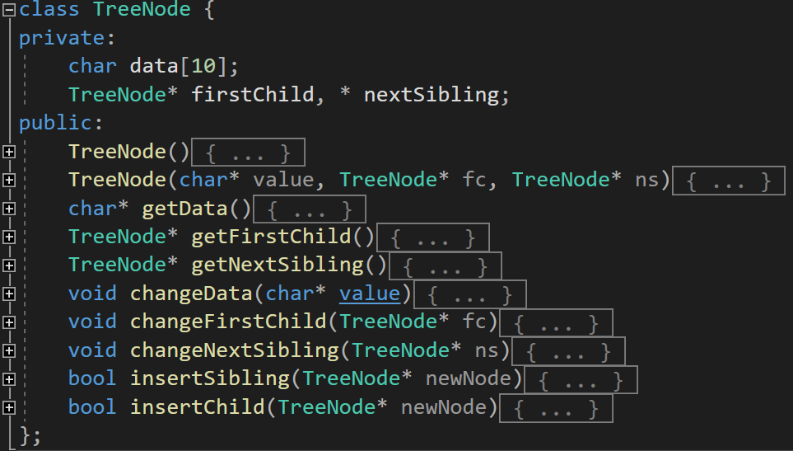 class TreeNode {
private:
char data[10];
TreeNode* firstChild, * nextSibling;
public:
TreeNode(){ ... }
TreeNode(char* value, TreeNode* fc, TreeNode* ns){ ... }
char* getData(){ ... }
TreeNode* getFirstChild(){ ... }
TreeNode* getNextSibling(){ ... }
void changeData(char* value){ ... }
void changeFirstChild(TreeNode* fc){ ... }
void changeNextSibling(TreeNode* ns){ ... }
bool insertSibling(TreeNode* newNode){ ... }
bool insertChild(TreeNode* newNode){ ... }
};